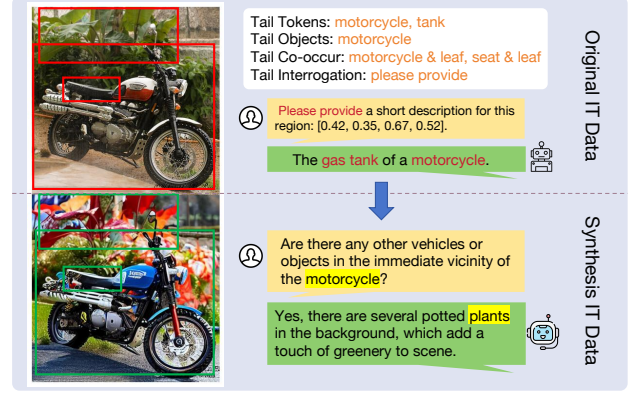 Tail Tokens: motorcycle, tank
Tail Objects: motorcycle
Tail Co-occur: motorcycle & leaf, seat & leaf
Tail Interrogation: please provide
Please provide a short description for this
region: [0.42, 0.35, 0.67, 0.52].
The gas tank of a motorcycle.
Original IT Data
Are there any other vehicles or
objects in the immediate vicinity of
the motorcycle?
Yes, there are several potted plants
in the background, which add a
touch of greenery to scene.
Synthesis IT Data